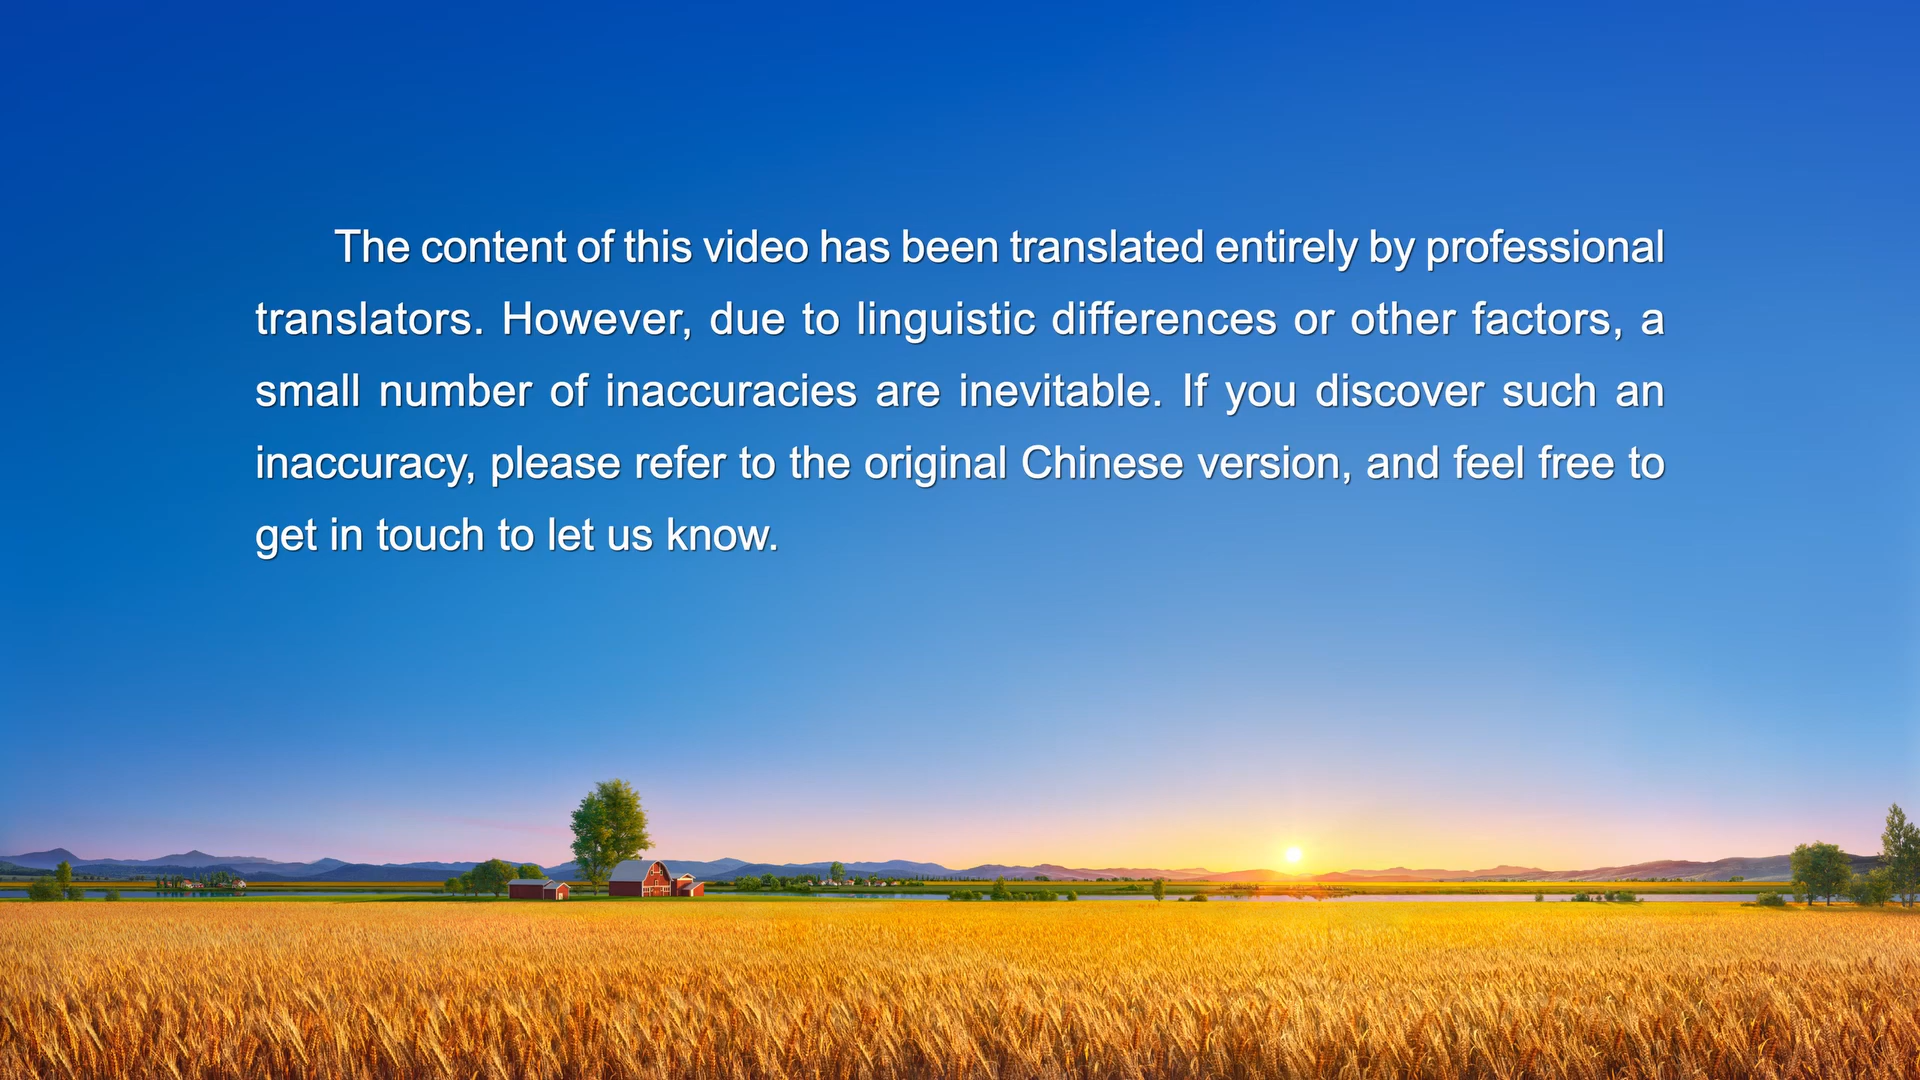 The content of this video has been translated entirely by professional
translators. However, due to linguistic differences or other factors, a
small number of inaccuracies are inevitable. If you discover such an
inaccuracy, please refer to the original Chinese version, and feel free to
get in touch to let us know.